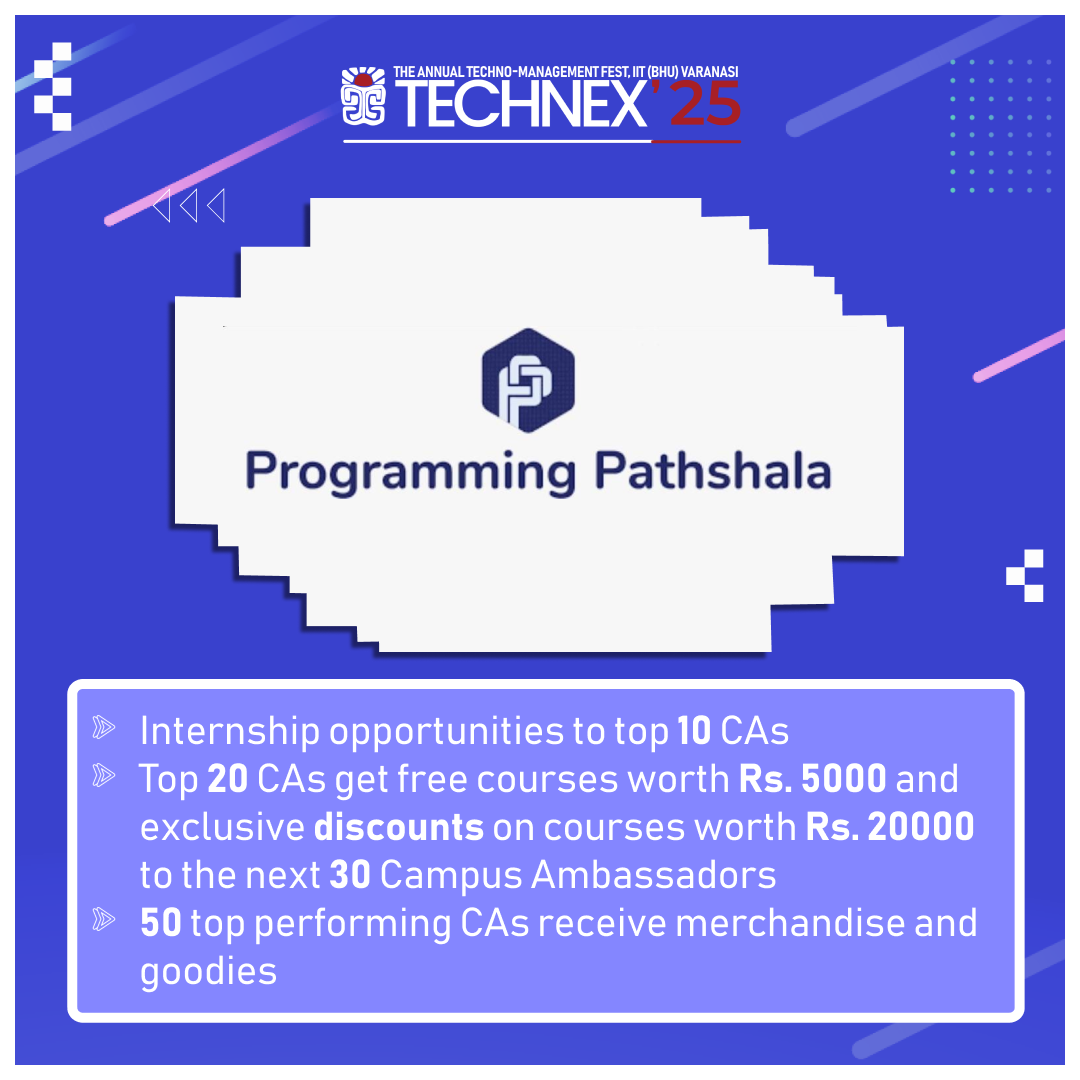 THE ANNUAL TECHNO-MANAGEMENT FEST, IIT (BHU) VARANASI
TECHNEX'25
Programming Pathshala
Internship opportunities to top 10 CAs
Top 20 CAs get free courses worth Rs. 5000 and
exclusive discounts on courses worth Rs. 20000
to the next 30 Campus Ambassadors
50 top performing CAs receive merchandise and
goodies